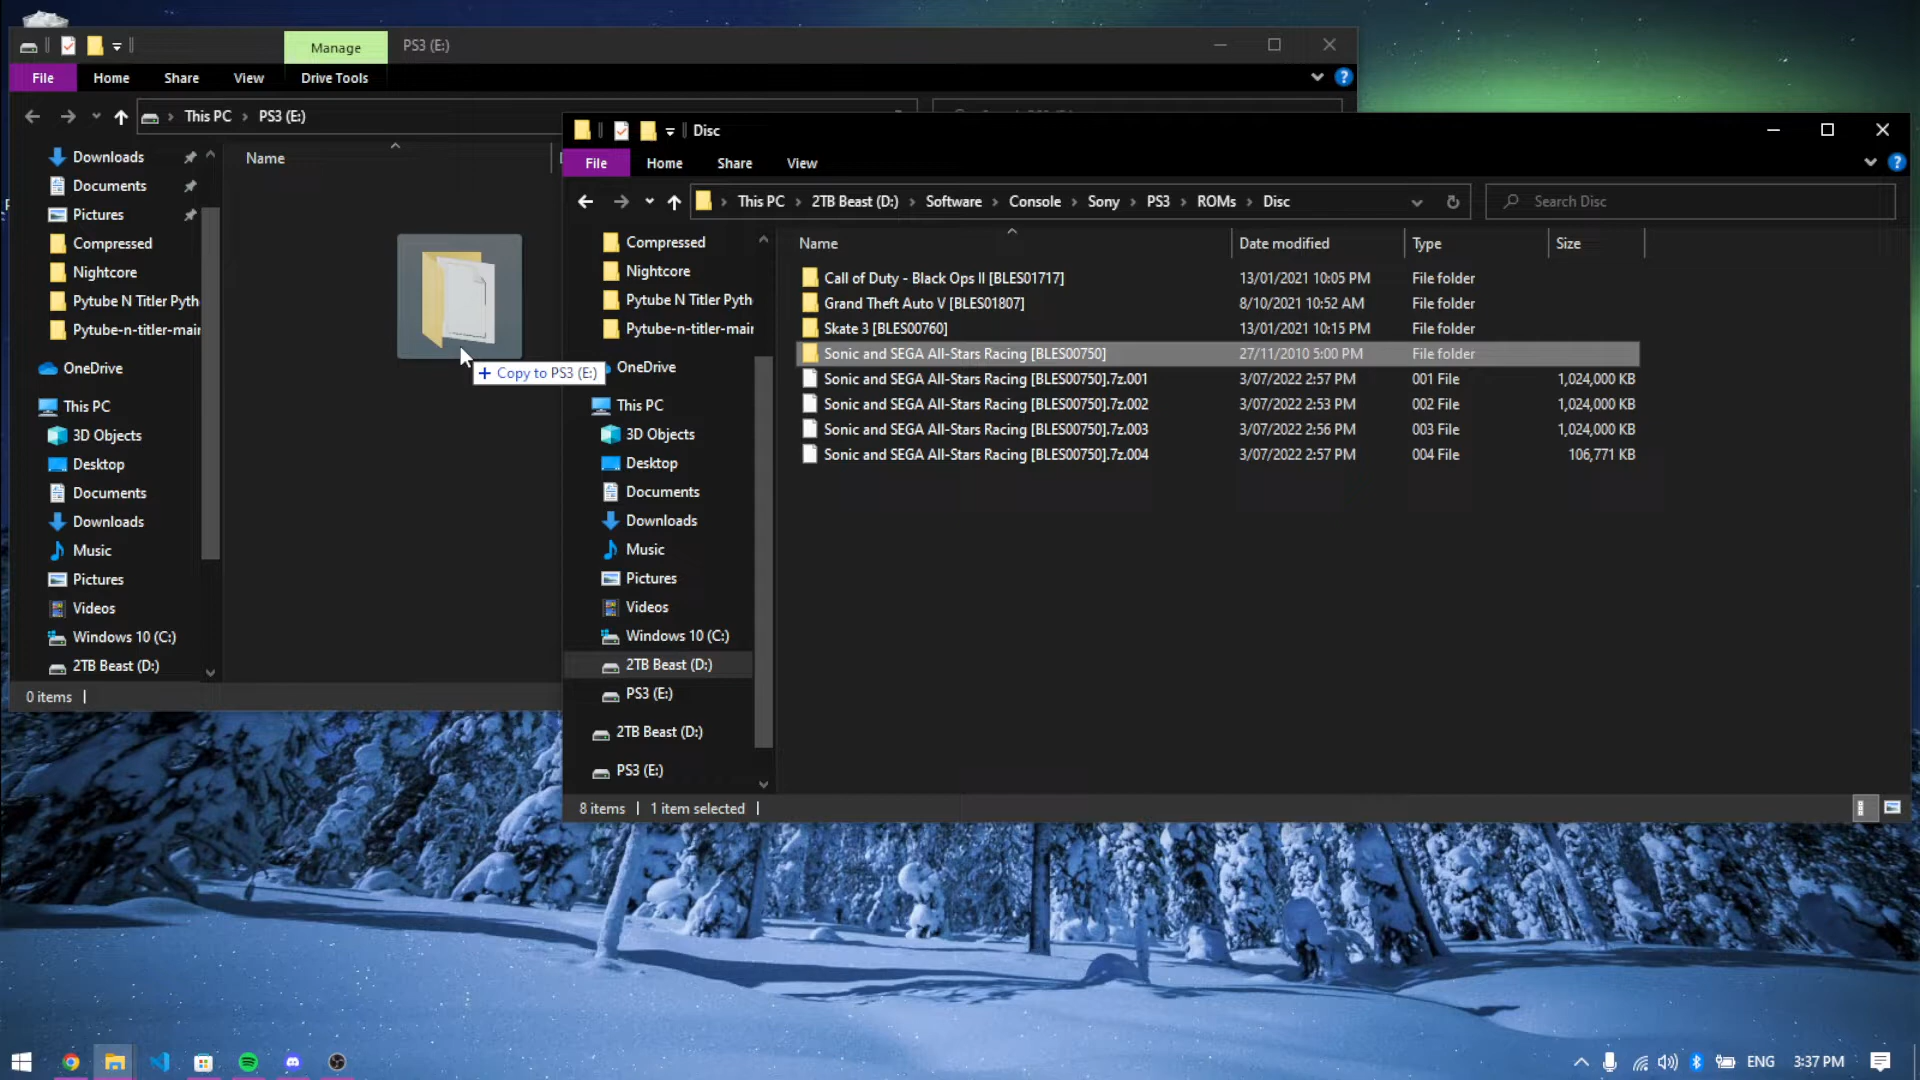 Manage
PS3 (E:)
File
Home
Share
View
Drive Tools
This PC
PS3 (E:)
Name
Downloads
Documents
Pictures
Compressed
Nightcore
Pytube N Titler Pyth
Pytube-n-titler-mair
OneDrive
This PC
3D Objects
Desktop
Documents
Downloads
Music
Pictures
Videos
Windows 10 (C:)
2TB Beast (D:)
0 items
+ Copy to PS3 (E:)
Disc
File
Home
Share
View
This PC
2TB Beast (D:)
Software
Console
Sony
PS3
ROMs
Disc
Search Disc
Compressed
Nightcore
Pytube N Titler Pyth
Pytube-n-titler-mair
OneDrive
This PC
3D Objects
Desktop
Documents
Downloads
Music
Pictures
Videos
Windows 10 (C:)
2TB Beast (D:)
PS3 (E:)
2TB Beast (D:)
PS3 (E:)
Name Date modified Type Size
Call of Duty - Black Ops II [BLES01717] 13/01/2021 10:05 PM File folder
Grand Theft Auto V [BLES01807] 8/10/2021 10:52 AM File folder
Skate 3 [BLES00760] 13/01/2021 10:15 PM File folder
Sonic and SEGA All-Stars Racing [BLES00750] 27/11/2010 5:00 PM File folder
Sonic and SEGA All-Stars Racing [BLES00750].7z.001 3/07/2022 2:57 PM 001 File 1,024,000 KB
Sonic and SEGA All-Stars Racing [BLES00750].7z.002 3/07/2022 2:53 PM 002 File 1,024,000 KB
Sonic and SEGA All-Stars Racing [BLES00750].7z.003 3/07/2022 2:56 PM 003 File 1,024,000 KB
Sonic and SEGA All-Stars Racing [BLES00750].7z.004 3/07/2022 2:57 PM 004 File 106,771 KB
8 items 1 item selected
ENG
3:37 PM